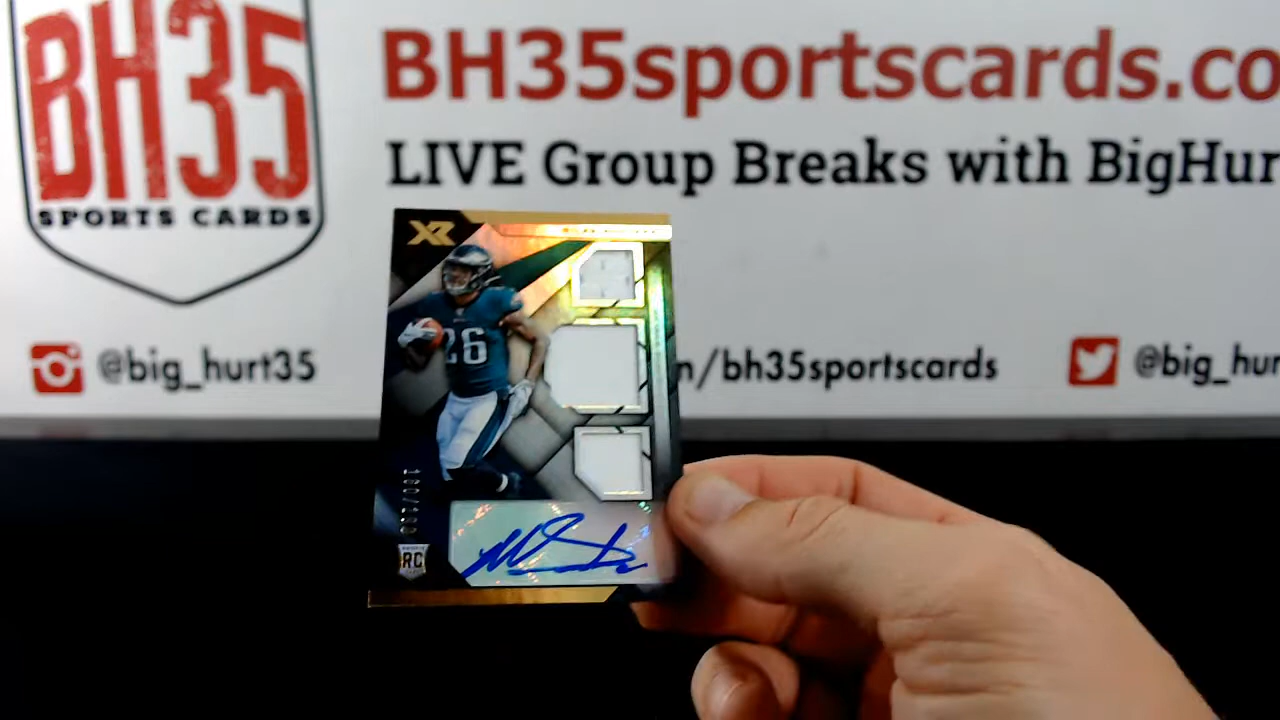 BH35
SPORTS CARDS
BH35sportscards.co
LIVE Group Breaks with BigHur
@big_hurt35
n/bh35sportscards
@big_hur
XR
26
RC